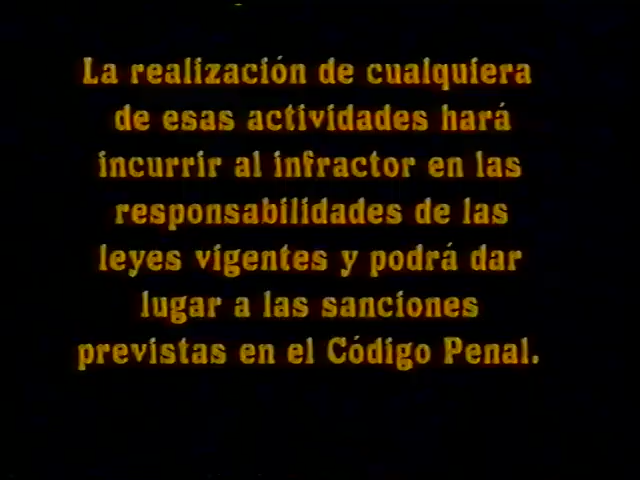 La realización de cualquiera
de esas actividades hará
incurrir al infractor en las
responsabilidades de las
leyes vigentes y podrá dar
lugar a las sanciones
previstas en el Código Penal.